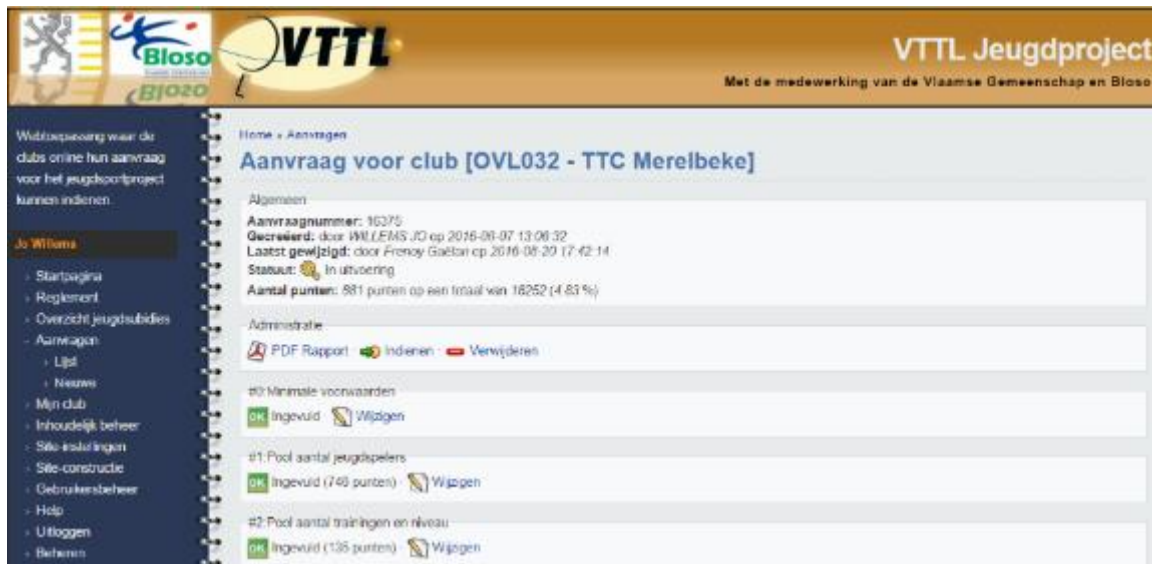 Bloso
VTTL
VTTL Jeugdproject
Met de medewerking van de Vlaamse Gemeenschap en Bloso
Webtoepassing waar de
clubs online hun aanvraag
voor het jeugdsportproject
kunnen indienen.
Jo Willems
Startpagina
Reglement
Overzicht jeugdsubidies
Aanvragen
Lijst
Nieuwe
Mijn club
Inhoudelijk beheer
Site-instellingen
Site-constructie
Gebruikersbeheer
Help
Uitloggen
Beheren
Home » Aanvragen
Aanvraag voor club [OVL032 - TTC Merelbeke]
Algemeen
Aanvraagnummer: 16375
Gecreëerd: door WILLEMS JO op 2016-06-07 13:06:32
Laatst gewijzigd: door Frenoy Gaëtan op 2016-08-20 17:42:14
Statuut: In uitvoering
Aantal punten: 881 punten op een totaal van 18252 (4.83 %)
Administratie
PDF Rapport · Indienen · Verwijderen
#0:Minimale voorwaarden
OK Ingevuld · Wijzigen
#1:Pool aantal jeugdspelers
OK Ingevuld (746 punten) · Wijzigen
#2:Pool aantal trainingen en niveau
OK Ingevuld (135 punten) · Wijzigen